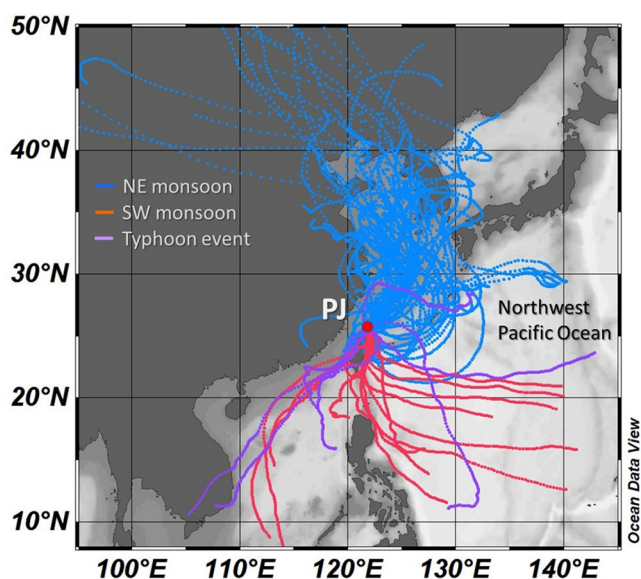 50°N
40°N
NE monsoon
SW monsoon
Typhoon event
30°N
PJ
Northwest
Pacific Ocean
20°N
10°N
100°E
110°E
120°E
130°E
140°E
Ocean Data View